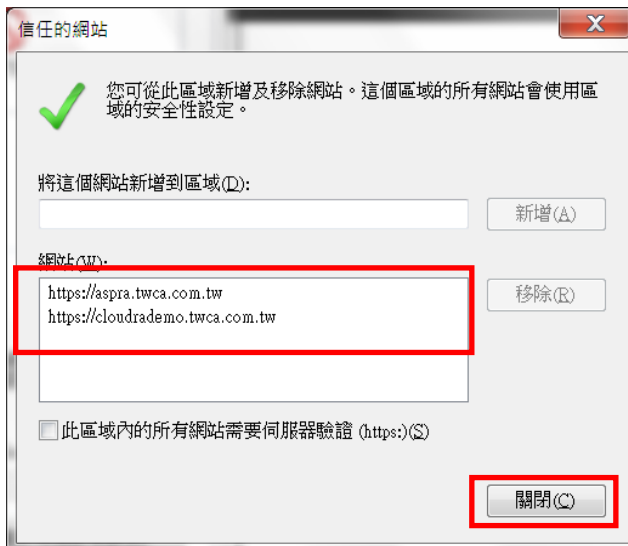 信任的網站
您可從此區域新增及移除網站。這個區域的所有網站會使用區
域的安全性設定。
將這個網站新增到區域(D):
新增(A)
網站(W):
https://aspra.twca.com.tw
https://cloudrademo.twca.com.tw
移除(R)
此區域內的所有網站需要伺服器驗證 (https:)(S)
關閉(C)